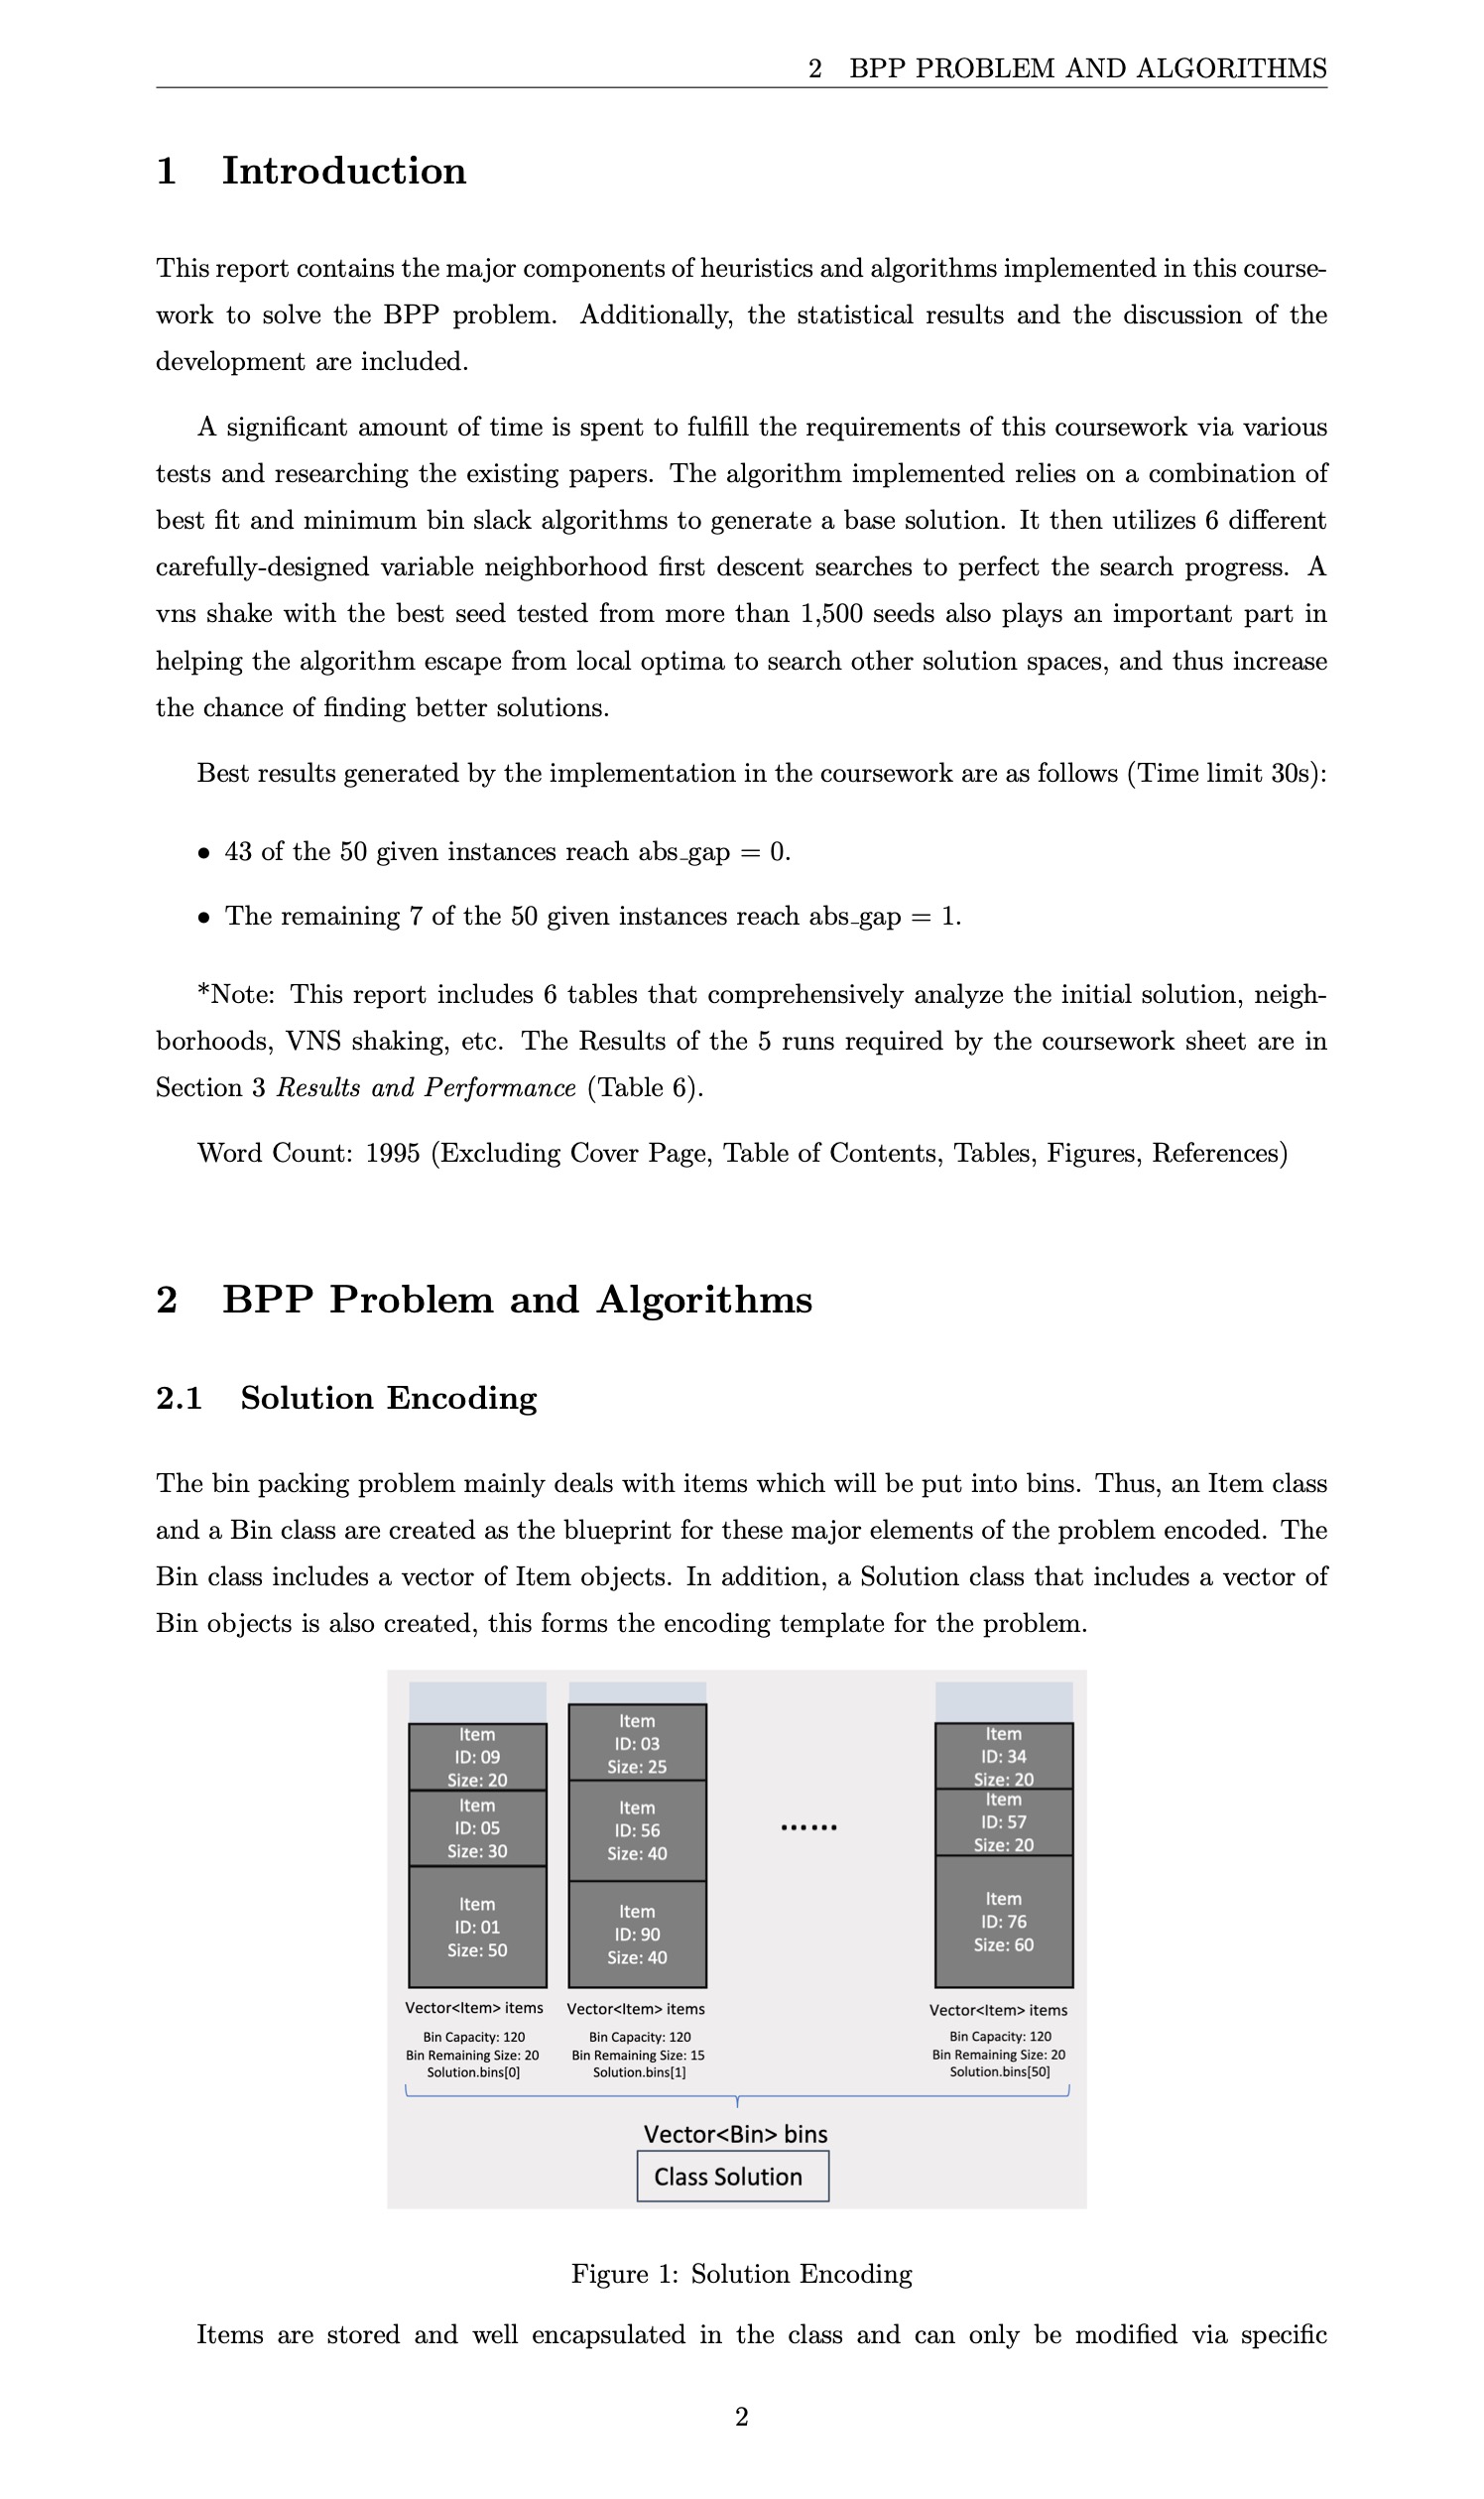 2 BPP PROBLEM AND ALGORITHMS
1 Introduction
This report contains the major components of heuristics and algorithms implemented in this course-
work to solve the BPP problem. Additionally, the statistical results and the discussion of the
development are included.
A significant amount of time is spent to fulfill the requirements of this coursework via various
tests and researching the existing papers. The algorithm implemented relies on a combination of
best fit and minimum bin slack algorithms to generate a base solution. It then utilizes 6 different
carefully-designed variable neighborhood first descent searches to perfect the search progress. A
vns shake with the best seed tested from more than 1,500 seeds also plays an important part in
helping the algorithm escape from local optima to search other solution spaces, and thus increase
the chance of finding better solutions.
Best results generated by the implementation in the coursework are as follows (Time limit 30s):
• 43 of the 50 given instances reach abs_gap = 0.
• The remaining 7 of the 50 given instances reach abs_gap = 1.
*Note: This report includes 6 tables that comprehensively analyze the initial solution, neigh-
borhoods, VNS shaking, etc. The Results of the 5 runs required by the coursework sheet are in
Section 3 Results and Performance (Table 6).
Word Count: 1995 (Excluding Cover Page, Table of Contents, Tables, Figures, References)
2 BPP Problem and Algorithms
2.1 Solution Encoding
The bin packing problem mainly deals with items which will be put into bins. Thus, an Item class
and a Bin class are created as the blueprint for these major elements of the problem encoded. The
Bin class includes a vector of Item objects. In addition, a Solution class that includes a vector of
Bin objects is also created, this forms the encoding template for the problem.
Item
ID: 09
Size: 20
Item
ID: 05
Size: 30
Item
ID: 01
Size: 50
Vector<Item> items
Bin Capacity: 120
Bin Remaining Size: 20
Solution.bins[0]
Item
ID: 03
Size: 25
Item
ID: 56
Size: 40
Item
ID: 90
Size: 40
Vector<Item> items
Bin Capacity: 120
Bin Remaining Size: 15
Solution.bins[1]
......
Item
ID: 34
Size: 20
Item
ID: 57
Size: 20
Item
ID: 76
Size: 60
Vector<Item> items
Bin Capacity: 120
Bin Remaining Size: 20
Solution.bins[50]
Vector<Bin> bins
Class Solution
Figure 1: Solution Encoding
Items are stored and well encapsulated in the class and can only be modified via specific
2